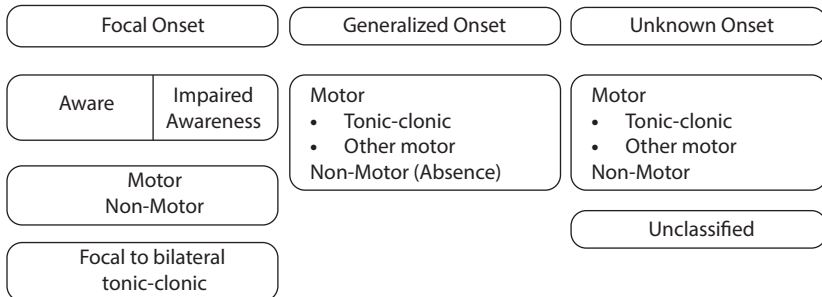 Focal Onset
Generalized Onset
Unknown Onset
Aware
Impaired
Awareness
Motor
Non-Motor
Focal to bilateral
tonic-clonic
Motor
• Tonic-clonic
• Other motor
Non-Motor (Absence)
Motor
• Tonic-clonic
• Other motor
Non-Motor
Unclassified